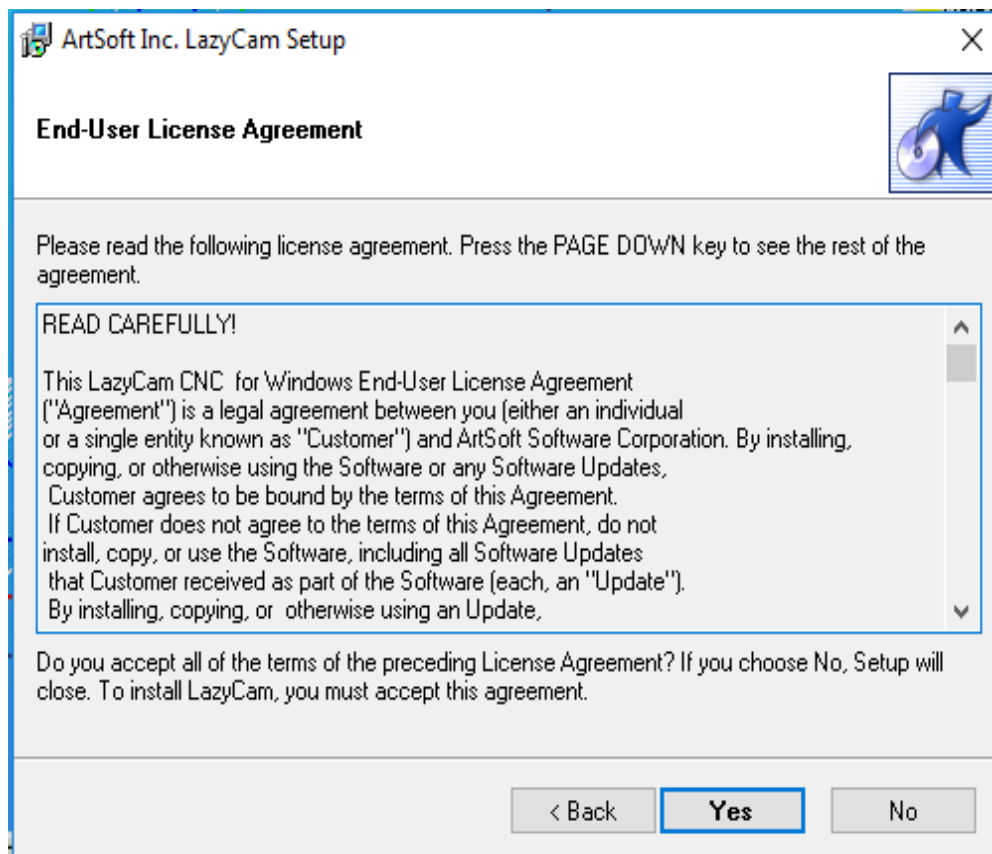 ArtSoft Inc. LazyCam Setup
End-User License Agreement
Please read the following license agreement. Press the PAGE DOWN key to see the rest of the
agreement.
READ CAREFULLY!
This LazyCam CNC  for Windows End-User License Agreement
("Agreement") is a legal agreement between you (either an individual
or a single entity known as "Customer") and ArtSoft Software Corporation. By installing,
copying, or otherwise using the Software or any Software Updates,
Customer agrees to be bound by the terms of this Agreement.
If Customer does not agree to the terms of this Agreement, do not
install, copy, or use the Software, including all Software Updates
that Customer received as part of the Software (each, an "Update").
By installing, copying, or  otherwise using an Update,
Do you accept all of the terms of the preceding License Agreement? If you choose No, Setup will
close. To install LazyCam, you must accept this agreement.
< Back Yes No